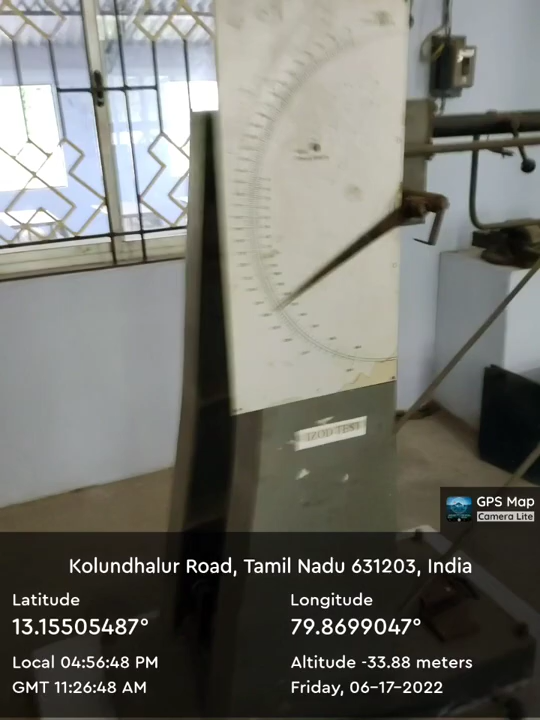 IZOD TEST
GPS Map
Camera Lite
Kolundhalur Road, Tamil Nadu 631203, India
Latitude
13.15505487°
Longitude
79.8699047°
Local 04:56:48 PM
GMT 11:26:48 AM
Altitude -33.88 meters
Friday, 06-17-2022